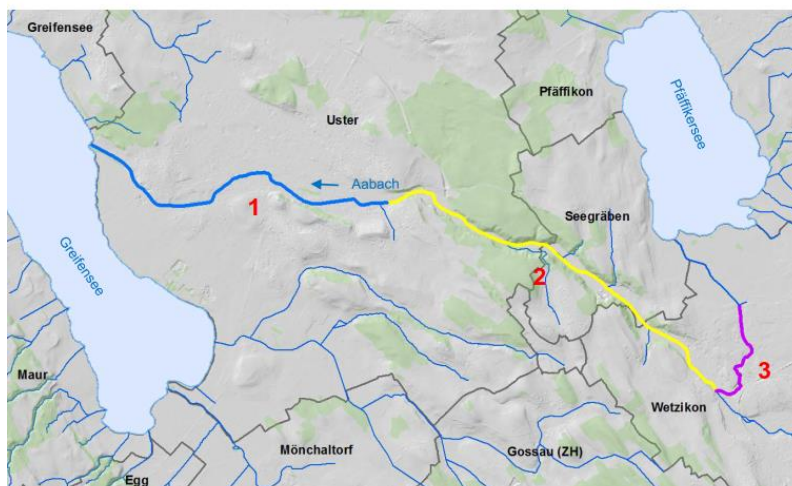 Greifensee
Pfäffikon
Pfäffikersee
Uster
Aabach
1
Seegräben
Greifensee
2
Maur
3
Wetzikon
Mönchaltorf
Gossau (ZH)
Egg